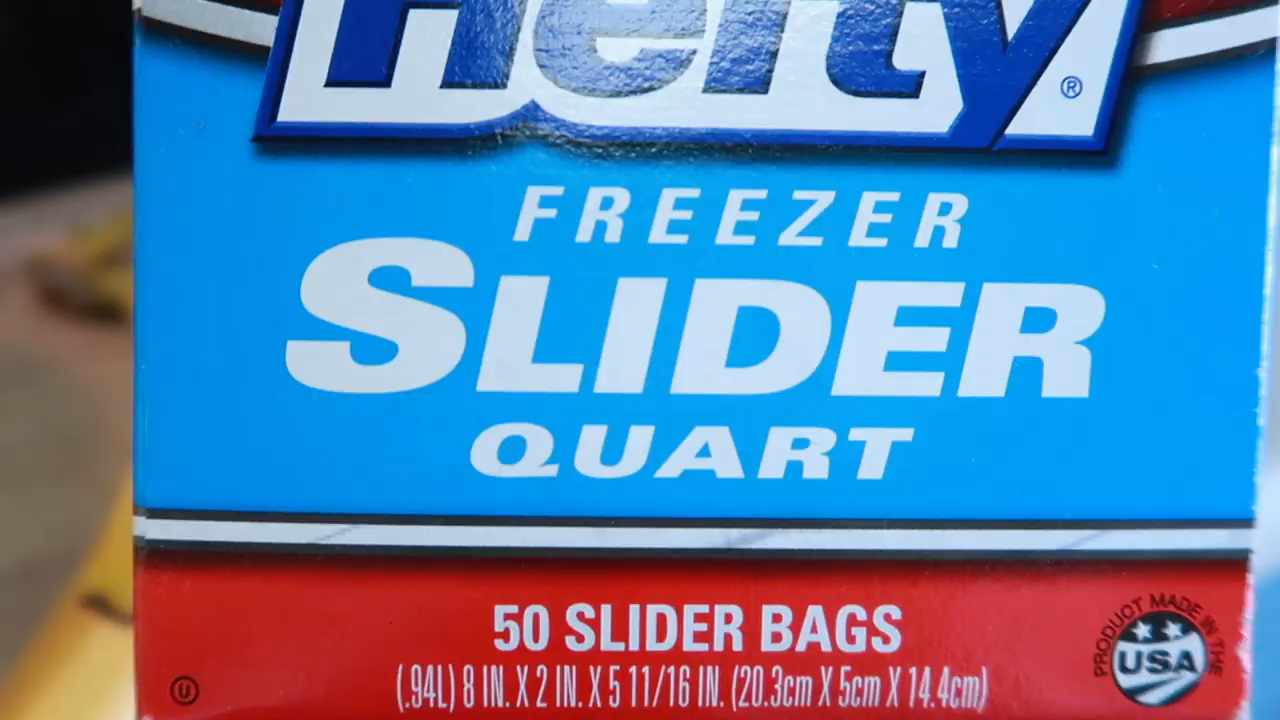 Hefty®
FREEZER
SLIDER
QUART
50 SLIDER BAGS
(.94L) 8 IN. X 2 IN. X 5 11/16 IN. (20.3cm X 5cm X 14.4cm)
U
PRODUCT MADE IN THE
USA